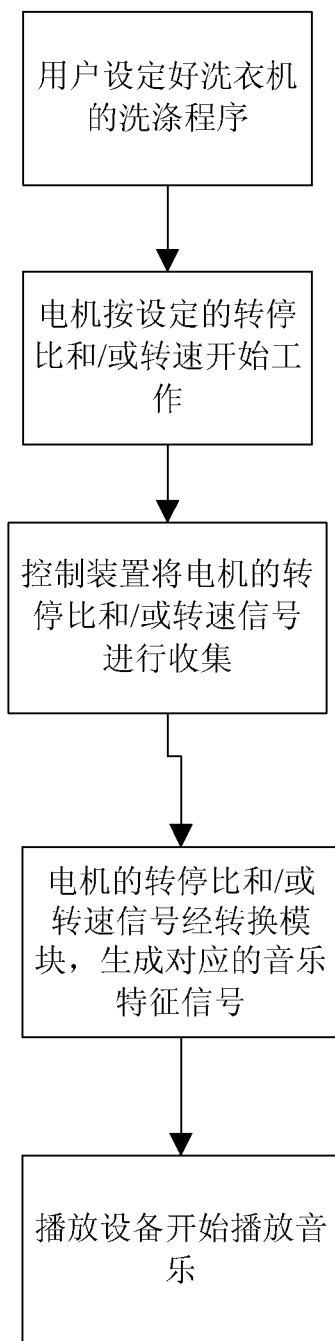 用户设定好洗衣机
的洗涤程序
电机按设定的转停
比和/或转速开始工
作
控制装置将电机的转
停比和/或转速信号
进行收集
电机的转停比和/或
转速信号经转换模
块，生成对应的音乐
特征信号
播放设备开始播放音
乐